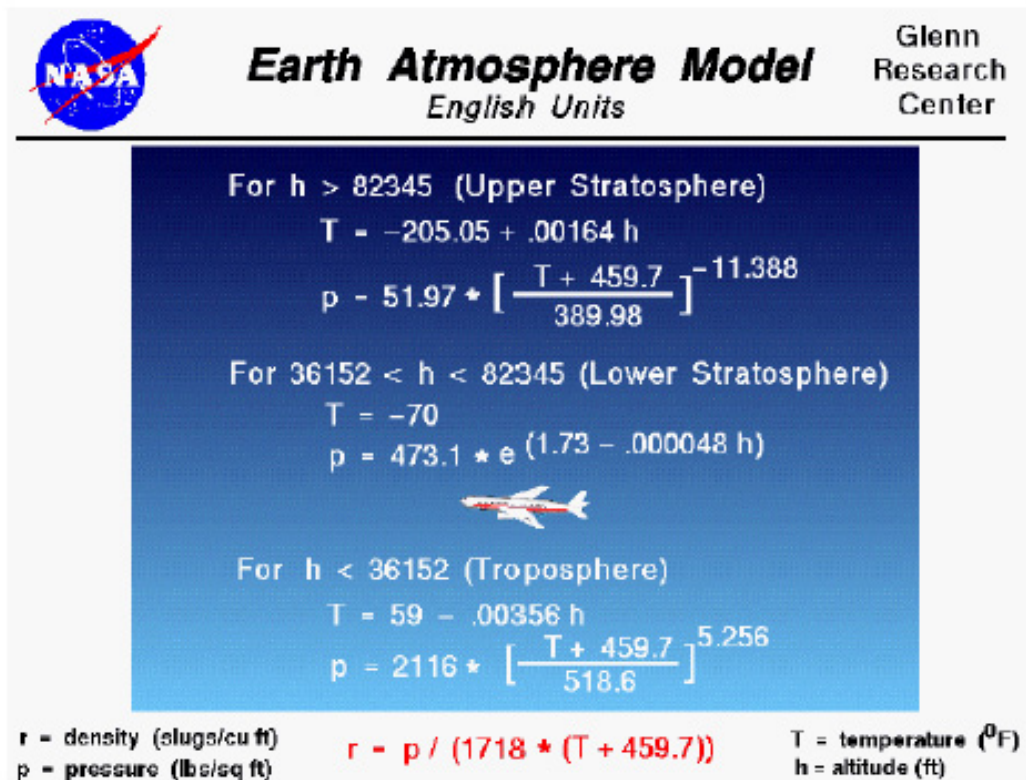 NASA
Earth Atmosphere Model
English Units
Glenn
Research
Center
For h > 82345 (Upper Stratosphere)
T = -205.05 + .00164 h
p - 51.97 * [ (T + 459.7) / 389.98 ]^-11.388
For 36152 < h < 82345 (Lower Stratosphere)
T = -70
p = 473.1 * e^(1.73 - .000048 h)
For h < 36152 (Troposphere)
T = 59 - .00356 h
p = 2116 * [ (T + 459.7) / 518.6 ]^5.256
r = density (slugs/cu ft)
p = pressure (lbs/sq ft)
r = p / (1718 * (T + 459.7))
T = temperature (⁰F)
h = altitude (ft)